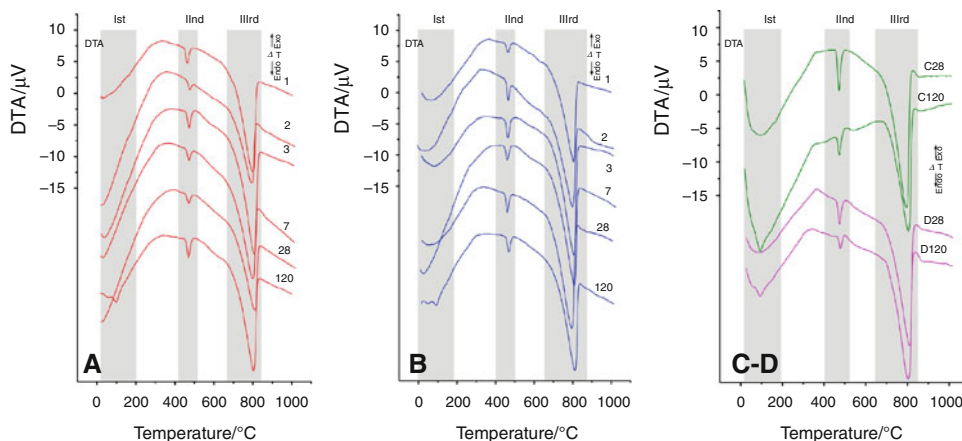 Ist IInd IIIrd
DTA
Endo Δ T Exo
DTA/μV
10
5
0
−5
−10
−15
1
2
3
7
28
120
A
0 200 400 600 800 1000
Temperature/°C
Ist IInd IIIrd
DTA
Endo Δ T Exo
DTA/μV
10
5
0
−5
−10
−15
1
2
3
7
28
120
B
0 200 400 600 800 1000
Temperature/°C
Ist IInd IIIrd
DTA
DTA/μV
10
5
0
−5
−10
−15
C28
C120
Endo Δ T Exo
D28
D120
C-D
0 200 400 600 800 1000
Temperature/°C